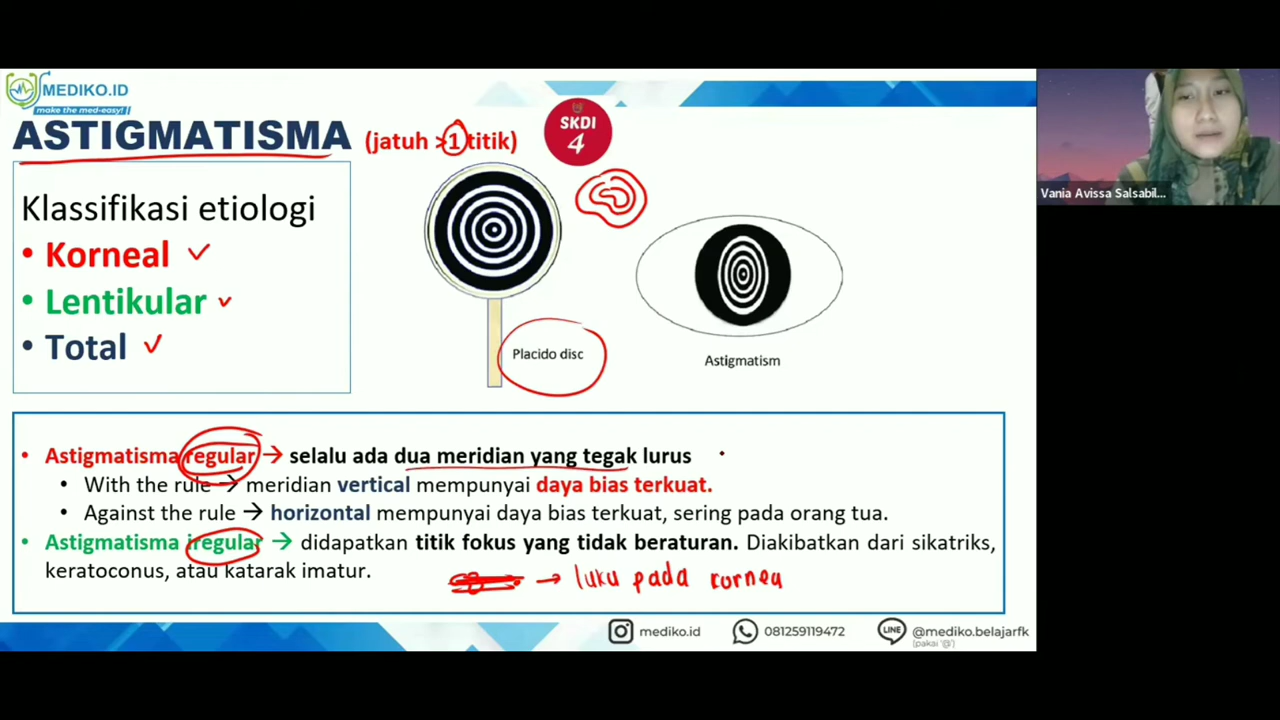 MEDIKO.ID
make the med-easy!
ASTIGMATISMA (jatuh >1 titik)
SKDI
4
Vania Avissa Salsabil...
Klassifikasi etiologi
• Korneal
• Lentikular
• Total
Placido disc
Astigmatism
• Astigmatisma regular → selalu ada dua meridian yang tegak lurus
• With the rule → meridian vertical mempunyai daya bias terkuat.
• Against the rule → horizontal mempunyai daya bias terkuat, sering pada orang tua.
• Astigmatisma iregular → didapatkan titik fokus yang tidak beraturan. Diakibatkan dari sikatriks,
keratoconus, atau katarak imatur.
→ luka pada kornea
mediko.id
081259119472
LINE
@mediko.belajarfk
(pakai '@')